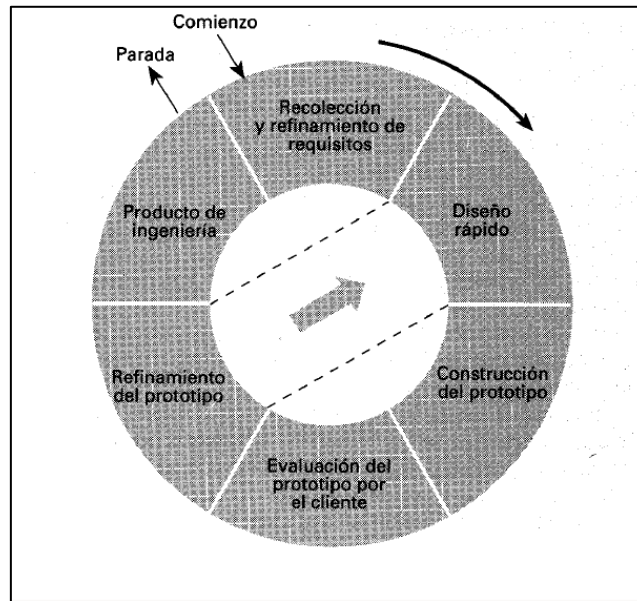 Comienzo
Parada
Recolección
y refinamiento de
requisitos
Diseño
rápido
Construcción
del prototipo
Evaluación del
prototipo por
el cliente
Refinamiento
del prototipo
Producto de
ingeniería